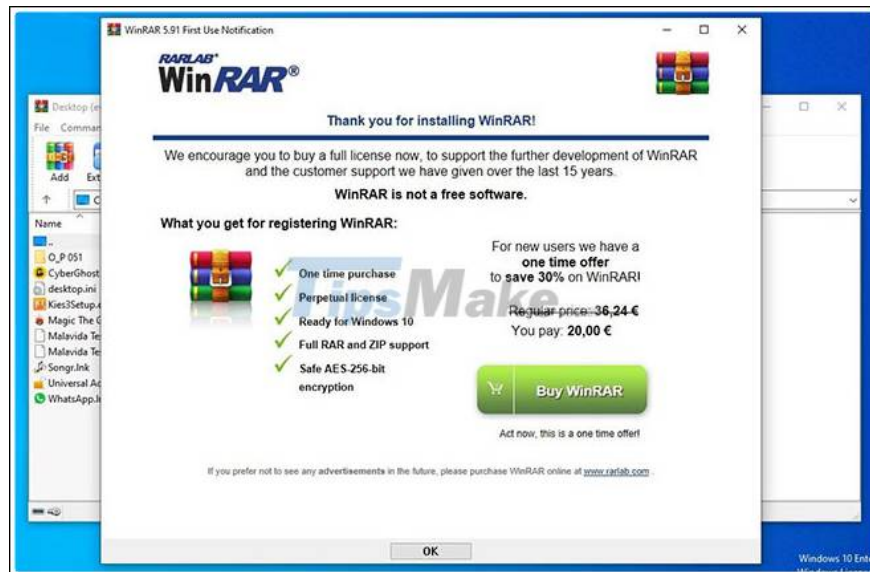 WinRAR 5.91 First Use Notification
RARLAB®
WinRAR®
Thank you for installing WinRAR!
We encourage you to buy a full license now, to support the further development of WinRAR
and the customer support we have given over the last 15 years.
WinRAR is not a free software.
What you get for registering WinRAR:
One time purchase
Perpetual license
Ready for Windows 10
Full RAR and ZIP support
Safe AES-256-bit
encryption
For new users we have a
one time offer
to save 30% on WinRAR!
Regular price: 36,24 €
You pay: 20,00 €
Buy WinRAR
Act now, this is a one time offer!
If you prefer not to see any advertisements in the future, please purchase WinRAR online at www.rarlab.com .
OK
TipsMake
Desktop
File
Add
Name
..
O_P 051
CyberGhost
desktop.ini
Kies3Setup.e
Magic The
Malavida Te
Malavida Te
Songr.lnk
Universal
WhatsApp
Windows 10